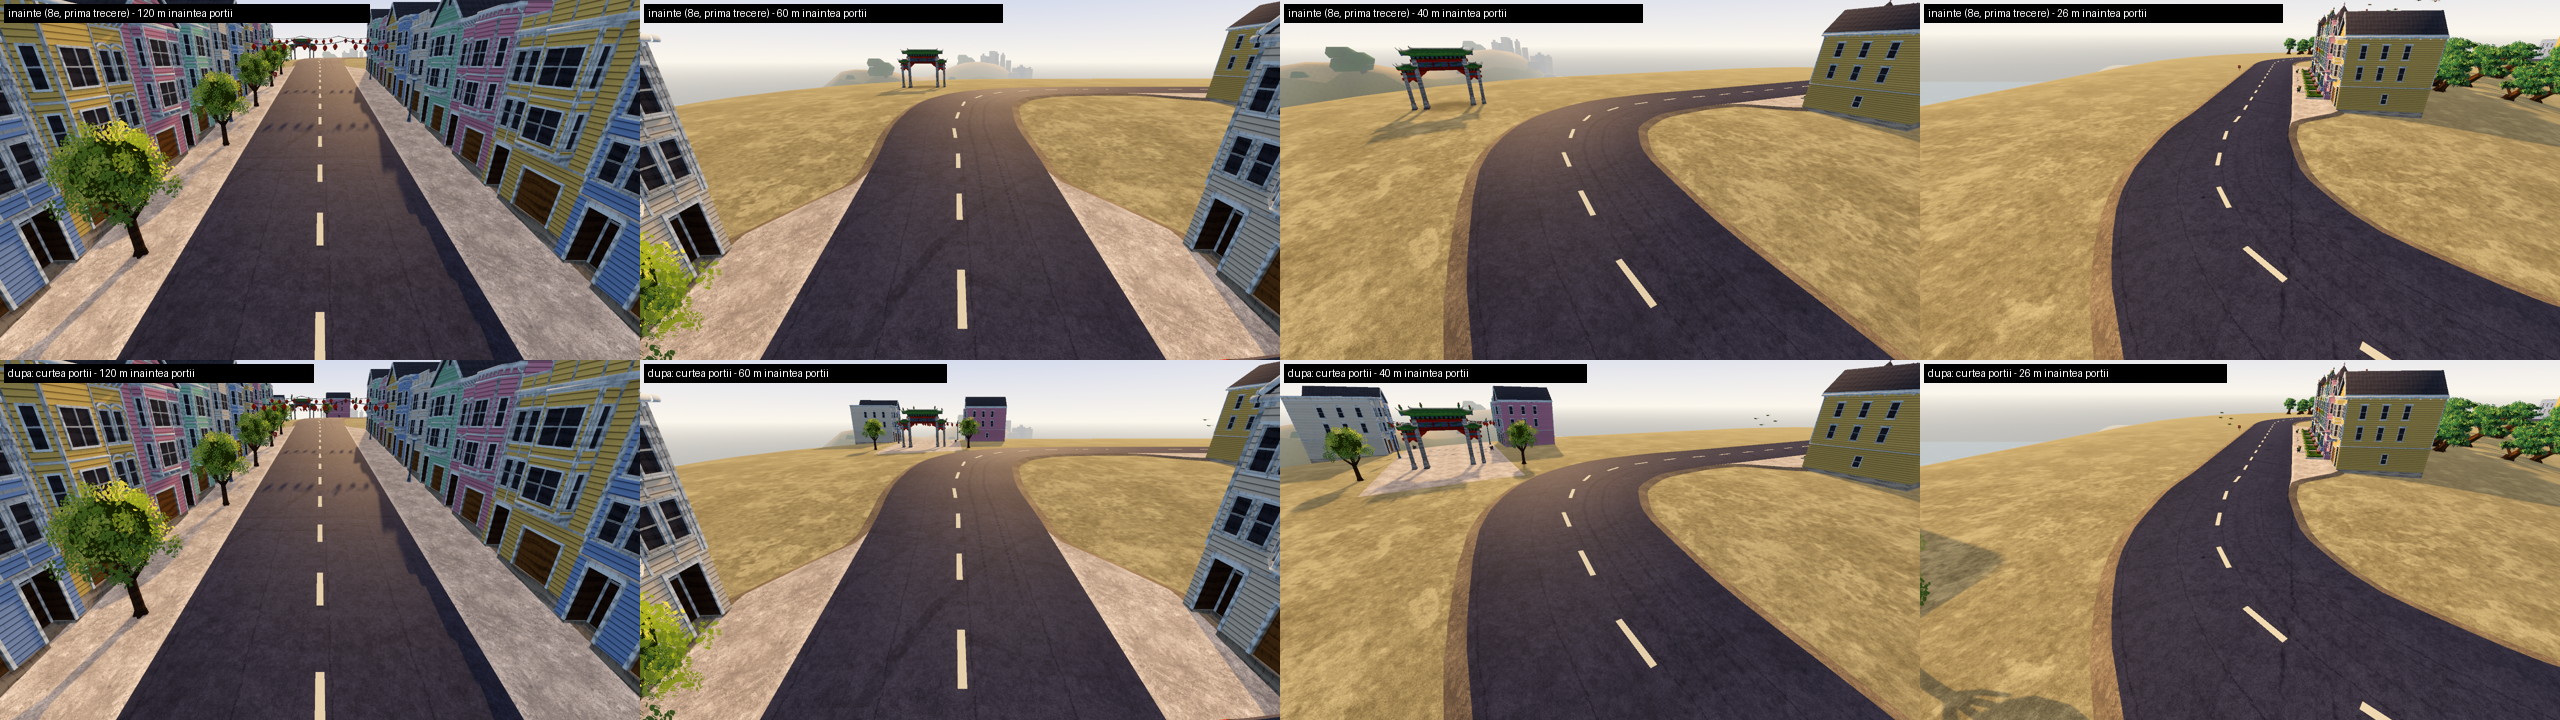 inainte (8e, prima trecere) - 120 m inaintea portii
inainte (8e, prima trecere) - 60 m inaintea portii
inainte (8e, prima trecere) - 40 m inaintea portii
inainte (8e, prima trecere) - 26 m inaintea portii
dupa: curtea portii - 120 m inaintea portii
dupa: curtea portii - 60 m inaintea portii
dupa: curtea portii - 40 m inaintea portii
dupa: curtea portii - 26 m inaintea portii